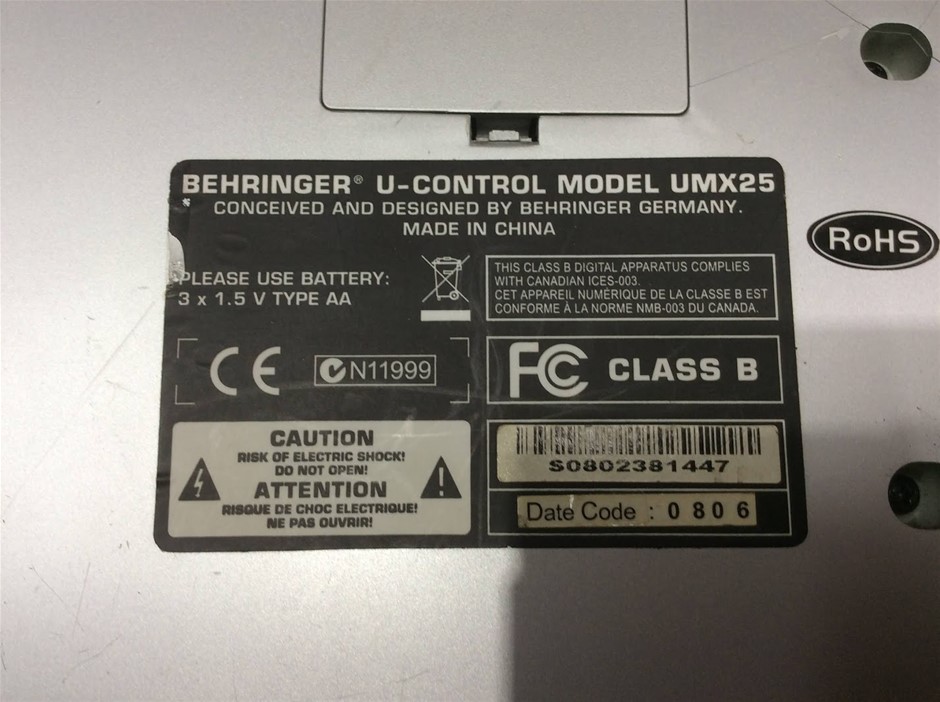 BEHRINGER® U-CONTROL MODEL UMX25
CONCEIVED AND DESIGNED BY BEHRINGER GERMANY.
MADE IN CHINA
RoHS
PLEASE USE BATTERY:
3 x 1.5 V TYPE AA
THIS CLASS B DIGITAL APPARATUS COMPLIES
WITH CANADIAN ICES-003.
CET APPAREIL NUMÉRIQUE DE LA CLASSE B EST
CONFORME À LA NORME NMB-003 DU CANADA.
CE
N11999
FC CLASS B
CAUTION
RISK OF ELECTRIC SHOCK!
DO NOT OPEN!
ATTENTION
RISQUE DE CHOC ELECTRIQUE!
NE PAS OUVRIR!
S0802381447
Date Code : 0 8 0 6